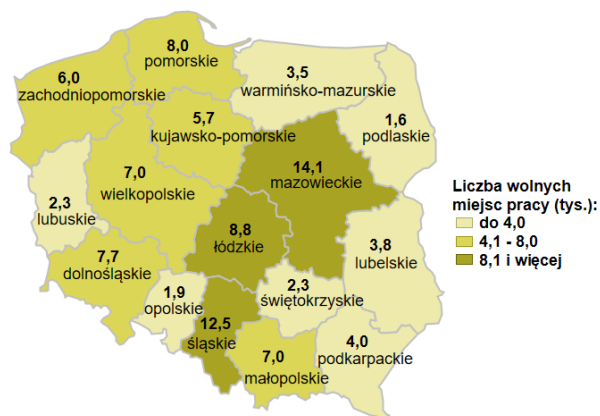 8,0
pomorskie
6,0
zachodniopomorskie
3,5
warmińsko-mazurskie
1,6
podlaskie
5,7
kujawsko-pomorskie
14,1
mazowieckie
7,0
wielkopolskie
2,3
lubuskie
8,8
łódzkie
3,8
lubelskie
7,7
dolnośląskie
1,9
opolskie
2,3
świętokrzyskie
12,5
śląskie
7,0
małopolskie
4,0
podkarpackie
Liczba wolnych
miejsc pracy (tys.):
do 4,0
4,1 - 8,0
8,1 i więcej